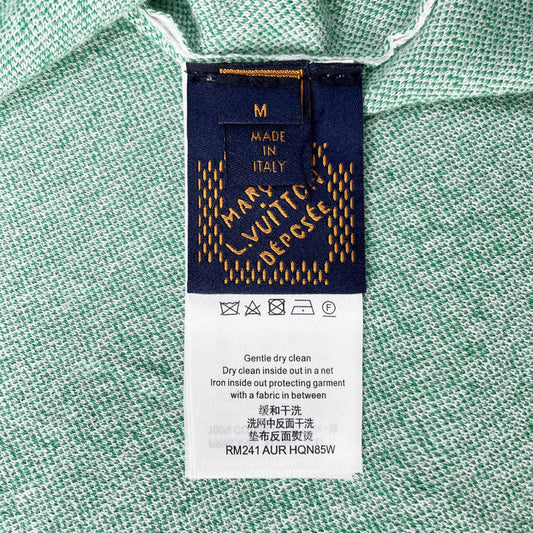 M
MADE
IN
ITALY
MARQ
L.VUITTON
DÉPOSÉE
Gentle dry clean
Dry clean inside out in a net
Iron inside out protecting garment
with a fabric in between
缓和干洗
洗网中反面干洗
垫布反面熨烫
RM241 AUR HQN85W